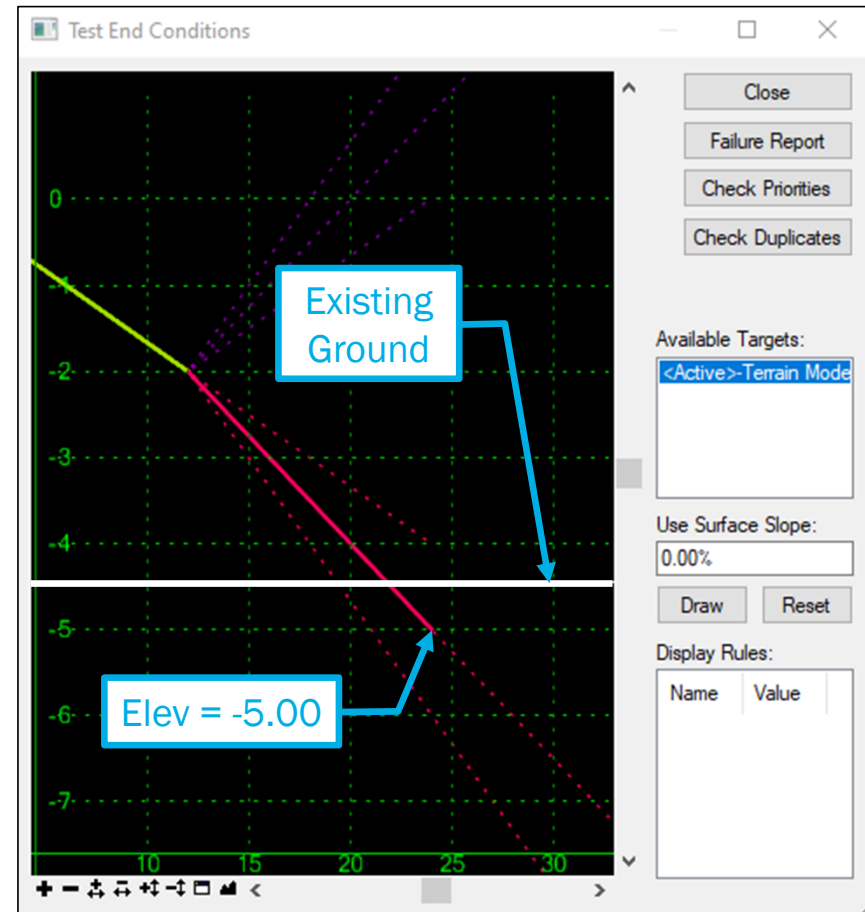 Test End Conditions
Close
Failure Report
Check Priorities
Check Duplicates
0
-1
Existing
Ground
-2
-3
-4
-5
Elev = -5.00
-6
-7
10 15 20 25 30
Available Targets:
<Active>-Terrain Mode
Use Surface Slope:
0.00%
Draw Reset
Display Rules:
Name Value